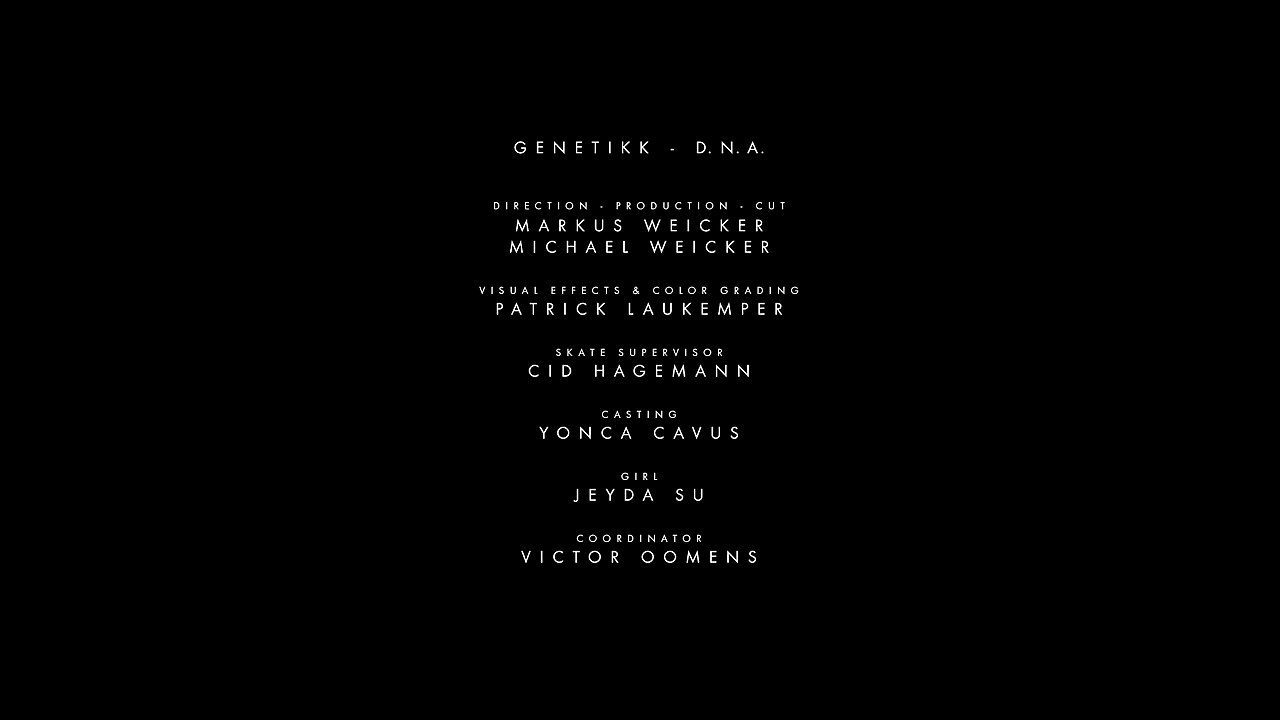 GENETIKK - D.N.A.
DIRECTION - PRODUCTION - CUT
MARKUS WEICKER
MICHAEL WEICKER
VISUAL EFFECTS & COLOR GRADING
PATRICK LAUKEMPER
SKATE SUPERVISOR
CID HAGEMANN
CASTING
YONCA CAVUS
GIRL
JEYDA SU
COORDINATOR
VICTOR OOMENS